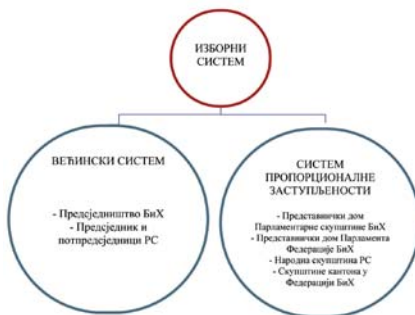 ИЗБОРНИ
СИСТЕМ
ВЕЋИНСКИ СИСТЕМ
- Предсједништво БиХ
- Предсједник и
потпредсједници РС
СИСТЕМ
ПРОПОРЦИОНАЛНЕ
ЗАСТУПЉЕНОСТИ
- Представнички дом
Парламентарне скупштине БиХ
- Представнички дом Парламента
Федерације БиХ
- Народна скупштина РС
- Скупштине кантона у
Федерацији БиХ